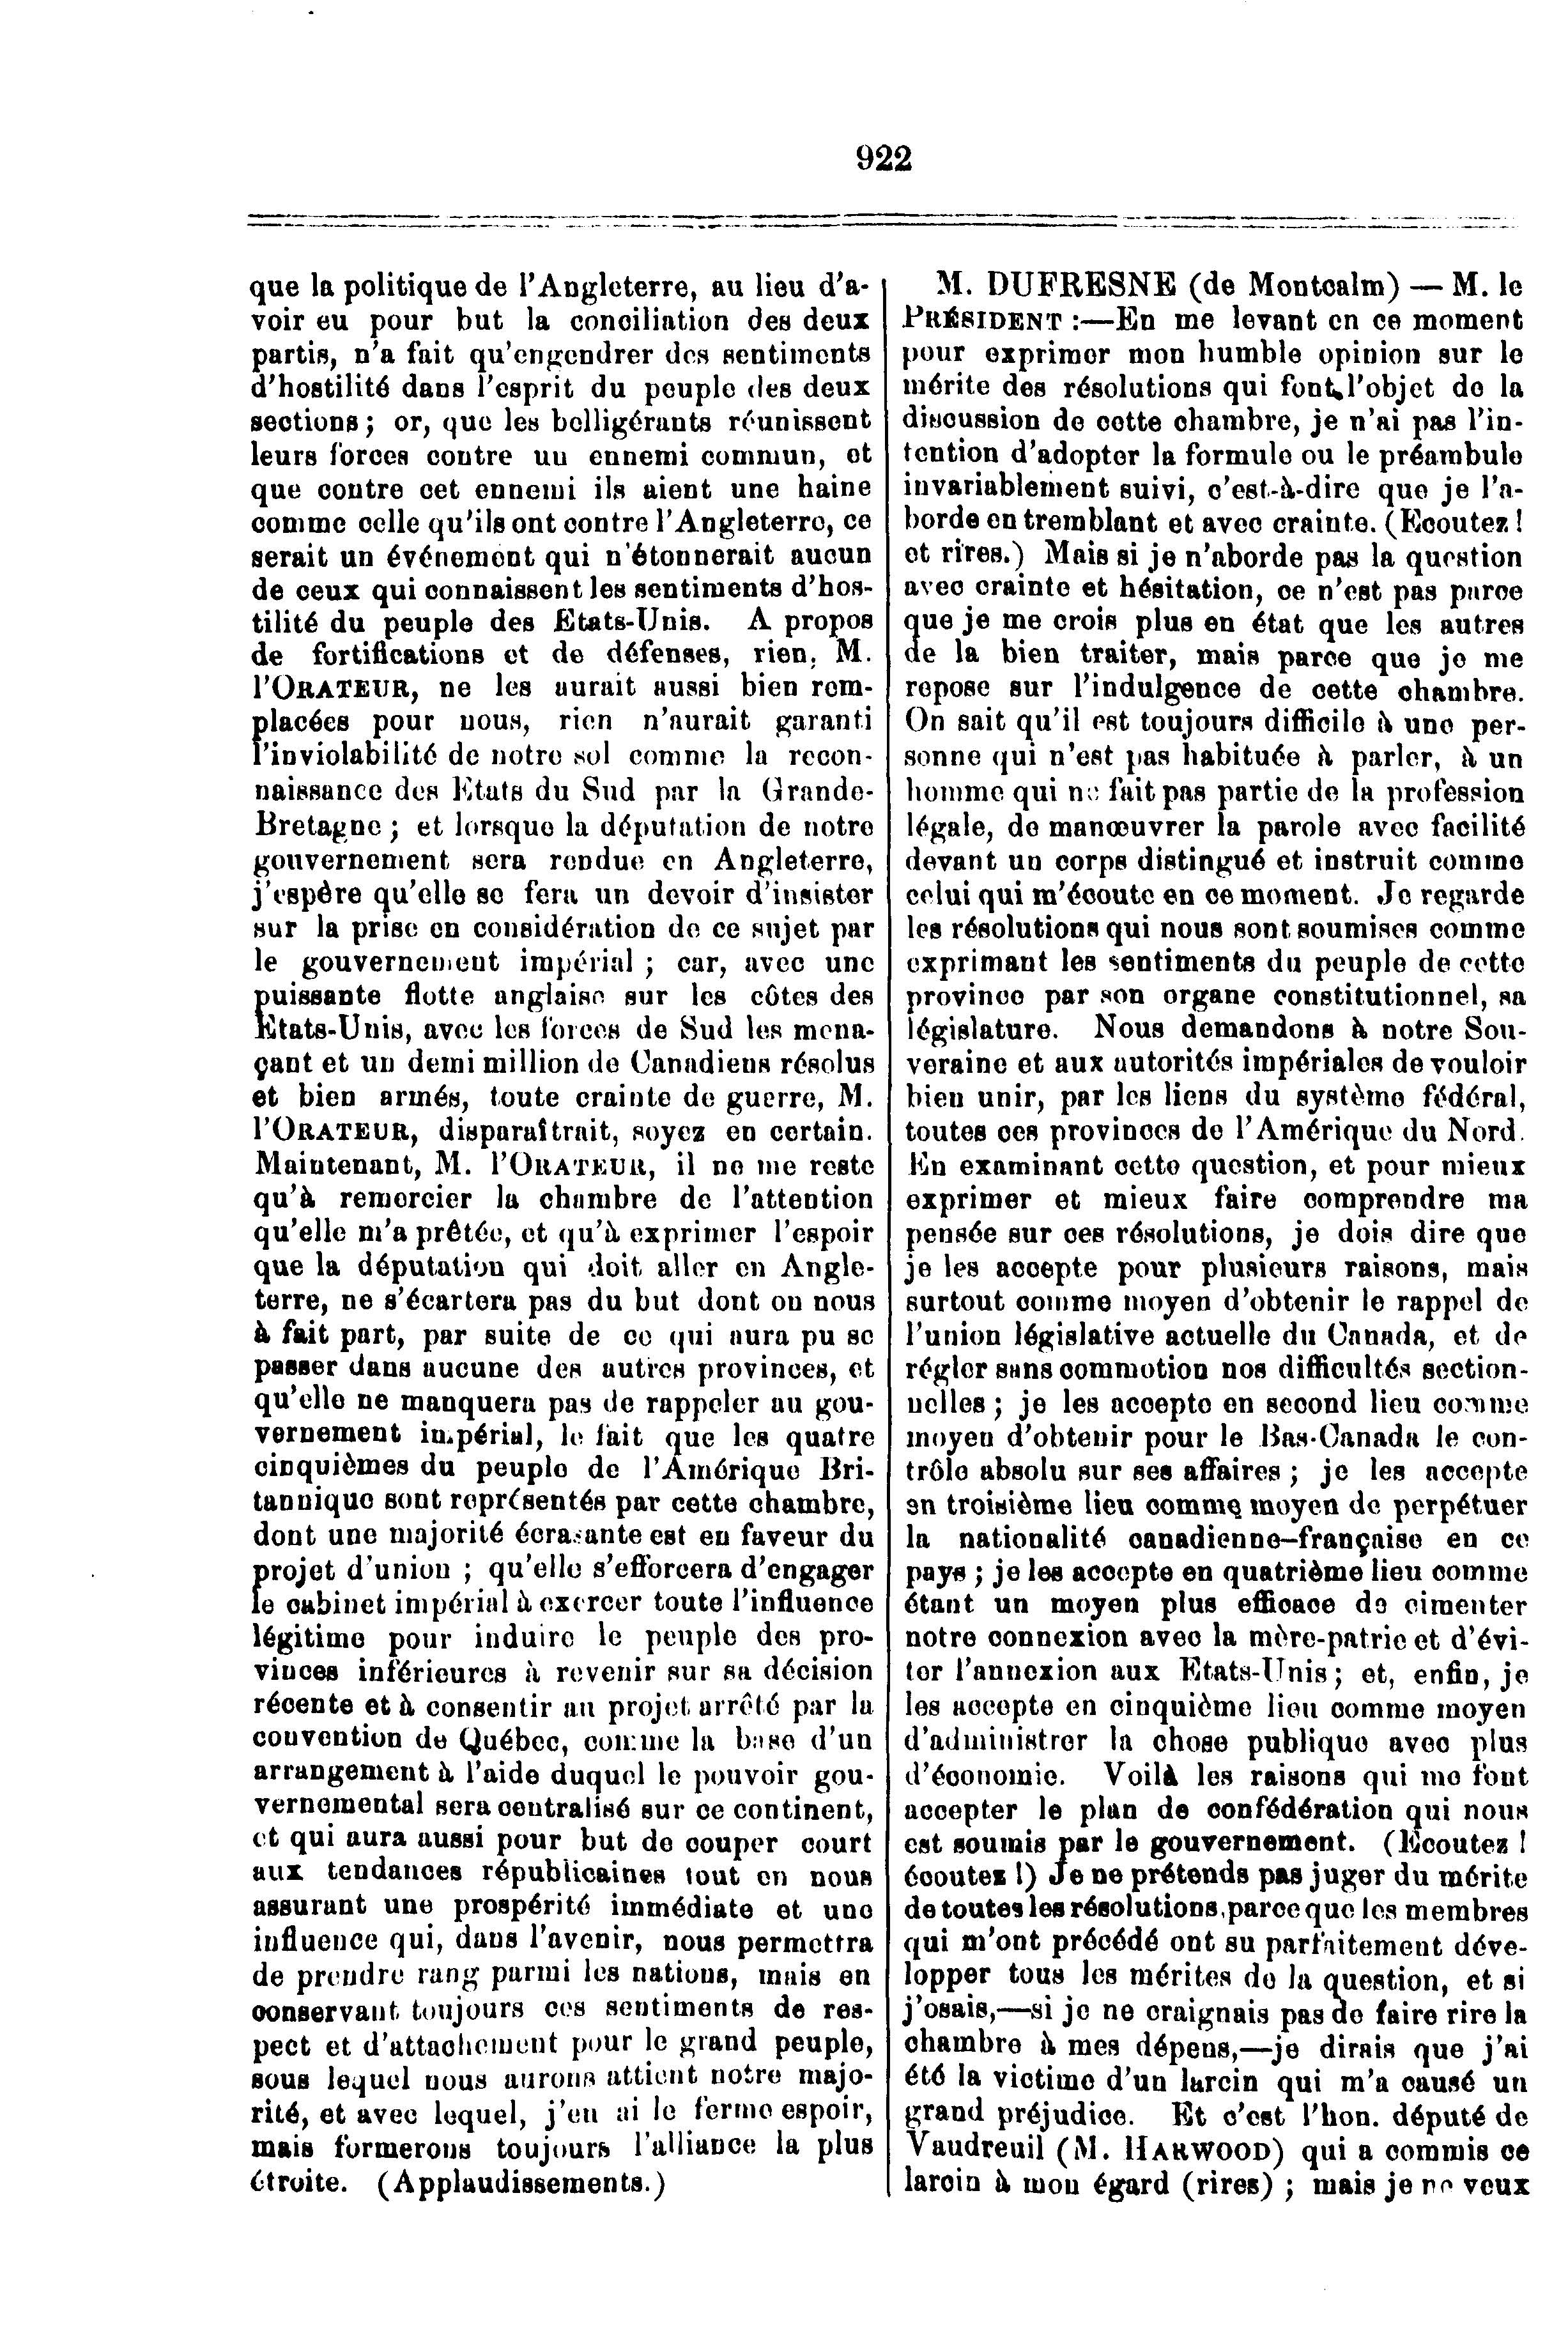 922
que la politique de l'Angleterre, au lieu d'a-
voir eu pour but la conciliation des deux
partis, n'a fait qu'engendrer des sentiments
d'hostilité dans l'esprit du peuple des deux
sections; or, que les belligérants réunissent
leurs forces contre un ennemi commun, et
que contre cet ennemi ils aient une haine
comme celle qu'ils ont contre l'Angleterre, ce
serait un événement qui n'étonnerait aucun
de ceux qui connaissent les sentiments d'hos-
tilité du peuple des Etats-Unis. A propos
de fortifications et de défenses, rien, M.
l'ORATEUR, ne les aurait aussi bien rem-
placées pour nous, rien n'aurait garanti
l'inviolabilité de notre sol comme la recon-
naissance des Etats du Sud par la Grande-
Bretagne; et lorsque la députation de notre
gouvernement sera rendue en Angleterre,
j'espère qu'elle se fera un devoir d'insister
sur la prise en considération de ce sujet par
le gouvernement impérial; car, avec une
puissante flotte anglaise sur les côtes des
Etats-Unis, avec les forces de Sud les mena-
çant et un demi million de Canadiens résolus
et bien armés, toute crainte de guerre, M.
l'ORATEUR, disparaîtrait, soyez en certain.
Maintenant, M. l'ORATEUR, il ne me reste
qu'à remercier la chambre de l'attention
qu'elle m'a prêtée, et qu'à exprimer l'espoir
que la députation qui doit aller en Angle-
terre, ne s'écartera pas du but dont on nous
à fait part, par suite de ce qui aura pu se
passer dans aucune des autres provinces, et
qu'elle ne manquera pas de rappeler au gou-
vernement impérial, le fait que les quatre
cinquièmes du peuple de l'Amérique Bri-
tannique sont représentés par cette chambre,
dont une majorité écrasante est en faveur du
projet d'union; qu'elle s'efforcera d'engager
le cabinet impérial à exercer toute l'influence
légitime pour induire le peuple des pro-
vinces inférieures à revenir sur sa décision
récente et à consentir au projet arrêté par la
convention de Québec, comme la base d'un
arrangement à l'aide duquel le pouvoir gou-
vernemental sera centralisé sur ce continent,
et qui aura aussi pour but de couper court
aux tendances républicaines tout en nous
assurant une prospérité immédiate et une
influence qui, dans l'avenir, nous permettra
de prendre rang parmi les nations, mais en
conservant toujours ces sentiments de res-
pect et d'attachement pour le grand peuple,
sous lequel nous aurons attient notre majo-
rité, et avec lequel, j'en ai le ferme espoir,
mais formerons toujours l'alliance la plus
étroite. (Applaudissements.)
M. DUFRESNE (de Montcalm) — M. le
PRÉSIDENT :—En me levant en ce moment
pour exprimer mon humble opinion sur le
mérite des résolutions qui font l'objet de la
discussion de cette chambre, je n'ai pas l'in-
tention d'adopter la formule ou le préambule
invariablement suivi, c'est-à-dire que je l'a-
borde en tremblant et avec crainte. (Ecoutez!
et rires.) Mais si je n'aborde pas la question
avec crainte et hésitation, ce n'est pas parce
que je me crois plus en état que les autres
de la bien traiter, mais parce que je me
repose sur l'indulgence de cette chambre.
On sait qu'il est toujours difficile à une per-
sonne qui n'est pas habituée à parler, à un
homme qui ne fait pas partie de la profession
légale, de manœuvrer la parole avec facilité
devant un corps distingué et instruit comme
celui qui m'écoute en ce moment. Je regarde
les résolutions qui nous sont soumises comme
exprimant les sentiments du peuple de cette
province par son organe constitutionnel, sa
législature. Nous demandons à notre Sou-
veraine et aux autorités impériales de vouloir
bien unir, par les liens du système fédéral,
toutes ces provinces de l'Amérique du Nord.
En examinant cette question, et pour mieux
exprimer et mieux faire comprendre ma
pensée sur ces résolutions, je dois dire que
je les accepte pour plusieurs raisons, mais
surtout comme moyen d'obtenir le rappel de
l'union législative actuelle du Canada, et de
régler sans commotion nos difficultés section-
nelles; je les accepte en second lieu comme
moyen d'obtenir pour le Bas-Canada le con-
trôle absolu sur ses affaires; je les accepte
en troisième lieu comme moyen de perpétuer
la nationalité canadienne-française en ce
pays; je les accepte en quatrième lieu comme
étant un moyen plus efficace de cimenter
notre connexion avec la mère-patrie et d'évi-
ter l'annexion aux Etats-Unis; et, enfin, je
les accepte en cinquième lieu comme moyen
d'administrer la chose publique avec plus
d'économie. Voilà les raisons qui me font
accepter le plan de confédération qui nous
est soumis par le gouvernement. (Ecoutez!
écoutez!) Je ne prétends pas juger du mérite
de toutes les résolutions, parce que les membres
qui m'ont précédé ont su parfaitement déve-
lopper tous les mérites de la question, et si
j'osais,—si je ne craignais pas de faire rire la
chambre à mes dépens,—je dirais que j'ai
été la victime d'un larcin qui m'a causé un
grand préjudice. Et c'est l'hon. député de
Vaudreuil (M. HARWOOD) qui a commis ce
larcin à mon égard (rires); mais je ne veux